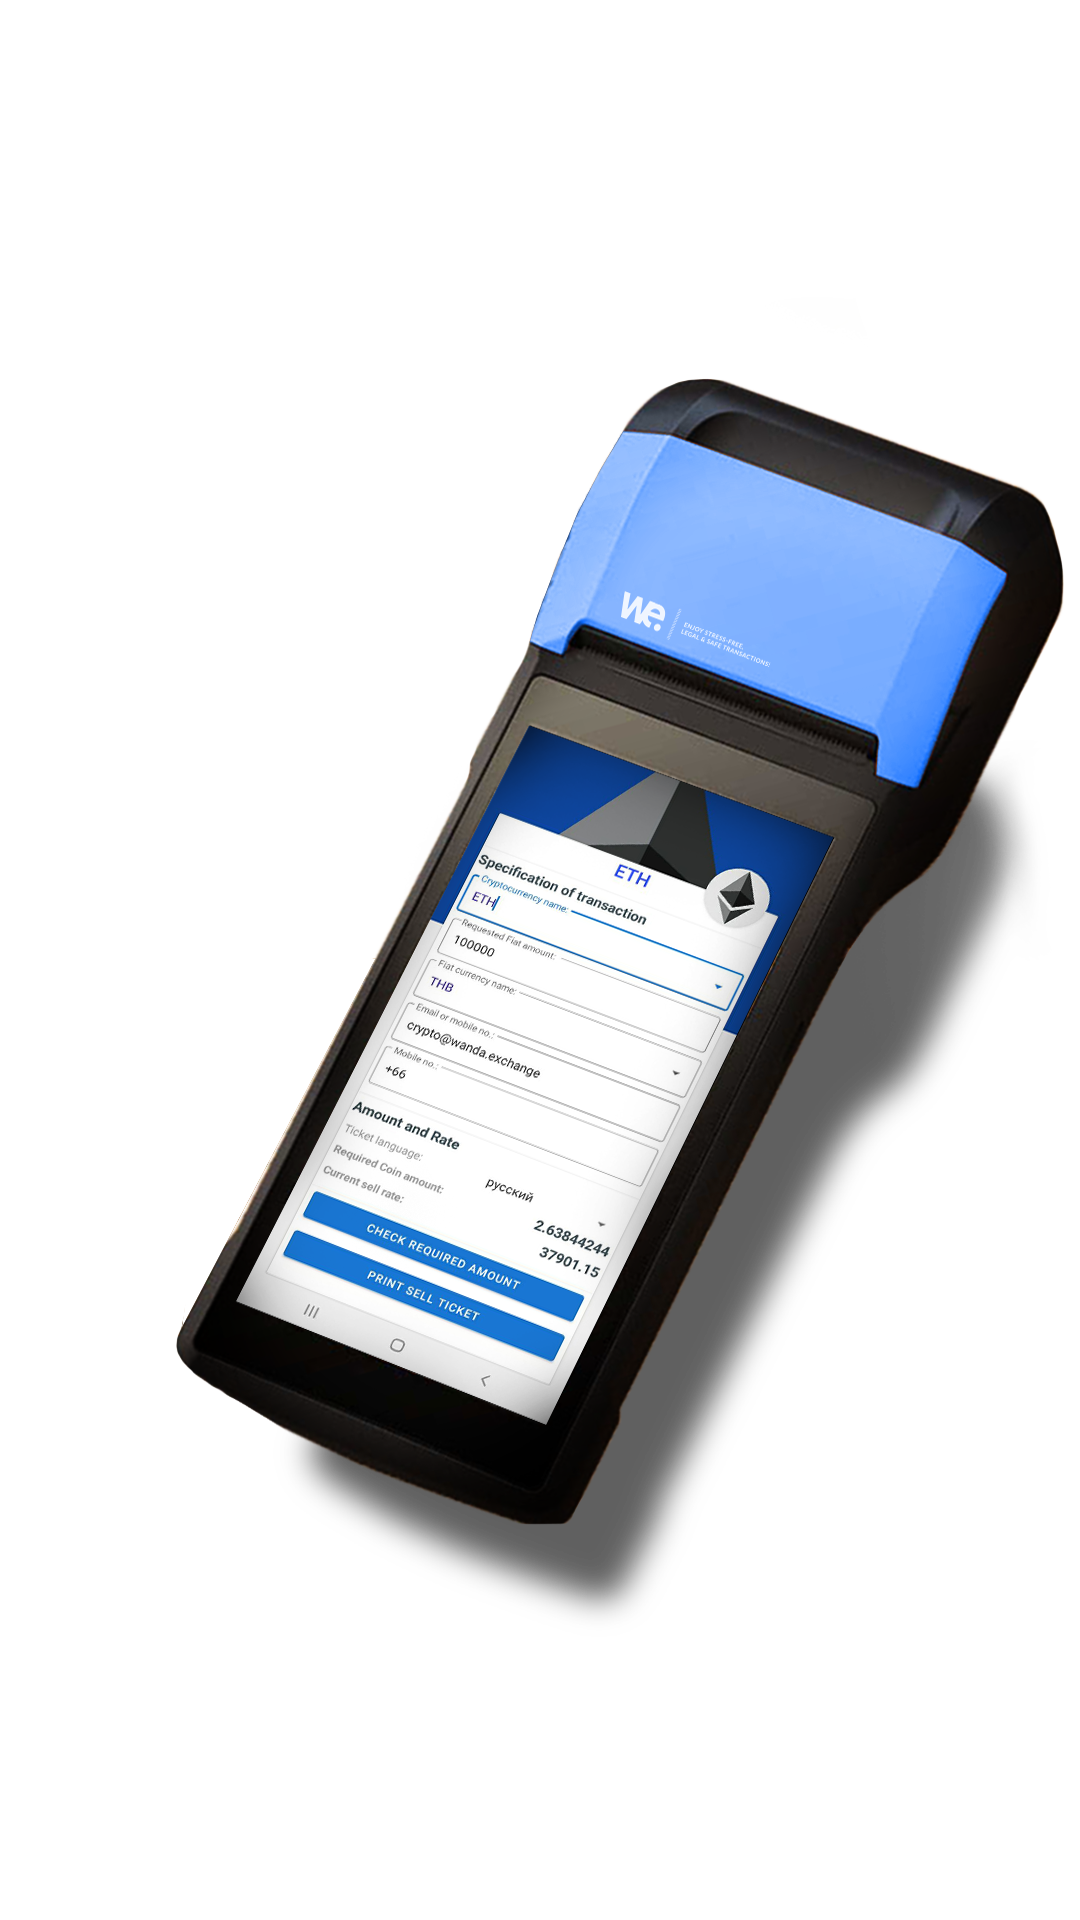 we.
ENJOY STRESS-FREE,
LEGAL & SAFE TRANSACTIONS!
ETH
Specification of transaction
Cryptocurrency name:
ETH
Requested Fiat amount:
100000
Fiat currency name:
THB
Email or mobile no.:
crypto@wanda.exchange
Mobile no.:
+66
Amount and Rate
Ticket language:
русский
Required Coin amount:
2.63844244
Current sell rate:
37901.15
CHECK REQUIRED AMOUNT
PRINT SELL TICKET